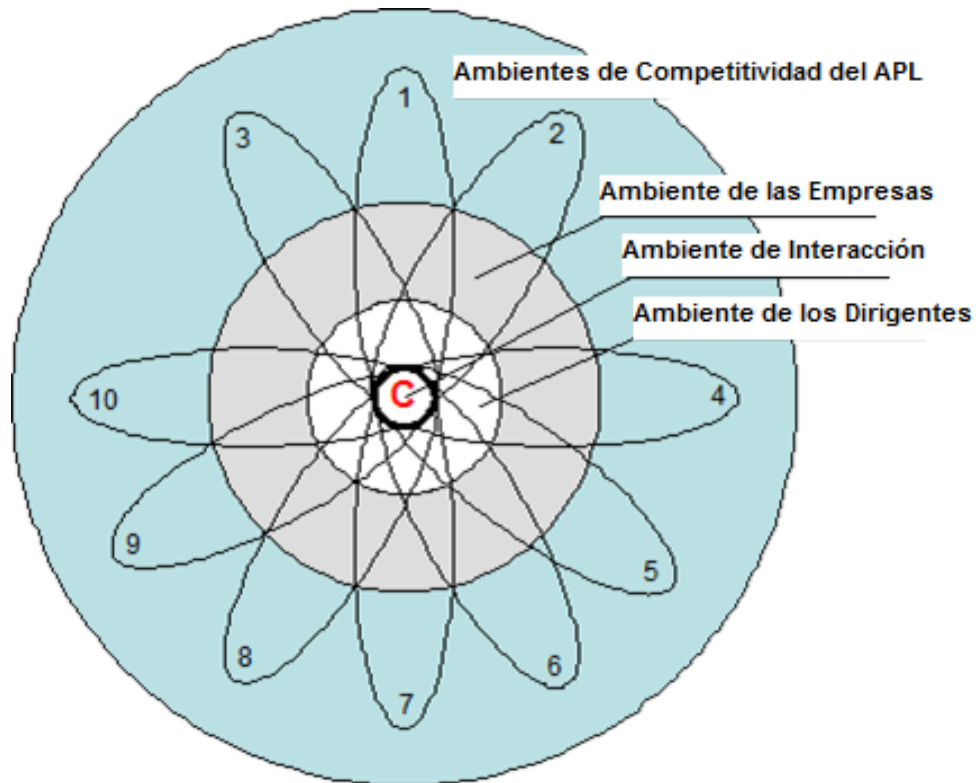 Ambientes de Competitividad del APL
1
2
3
Ambiente de las Empresas
Ambiente de Interacción
Ambiente de los Dirigentes
C
10
4
9
5
8
6
7